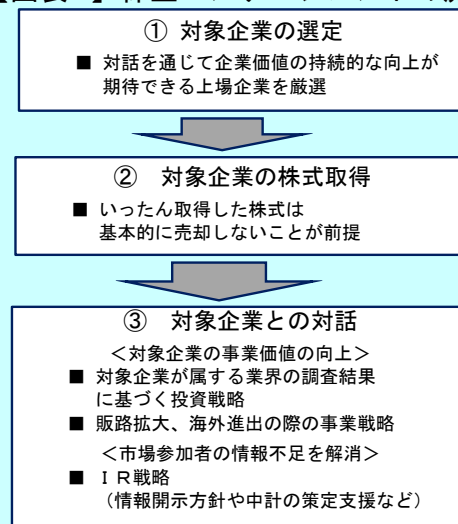 ① 対象企業の選定
■ 対話を通じて企業価値の持続的な向上が
期待できる上場企業を厳選
② 対象企業の株式取得
■ いったん取得した株式は
基本的に売却しないことが前提
③ 対象企業との対話
＜対象企業の事業価値の向上＞
■ 対象企業が属する業界の調査結果
に基づく投資戦略
■ 販路拡大、海外進出の際の事業戦略
＜市場参加者の情報不足を解消＞
■ ＩＲ戦略
（情報開示方針や中計の策定支援など）